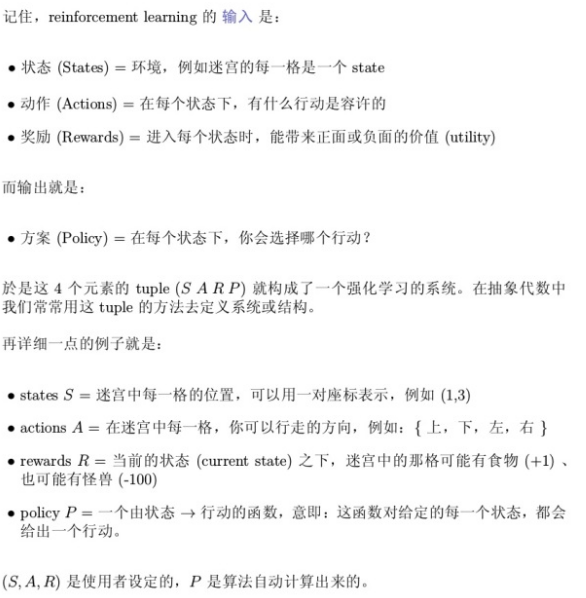 记住，reinforcement learning 的 输入 是：
• 状态 (States) = 环境，例如迷宫的每一格是一个 state
• 动作 (Actions) = 在每个状态下，有什么行动是容许的
• 奖励 (Rewards) = 进入每个状态时，能带来正面或负面的价值 (utility)
而输出就是：
• 方案 (Policy) = 在每个状态下，你会选择哪个行动？
於是这 4 个元素的 tuple (S A R P) 就构成了一个强化学习的系统。在抽象代数中
我们常常用这 tuple 的方法去定义系统或结构。
再详细一点的例子就是：
• states S = 迷宫中每一格的位置，可以用一对座标表示，例如 (1,3)
• actions A = 在迷宫中每一格，你可以行走的方向，例如：{ 上，下，左，右 }
• rewards R = 当前的状态 (current state) 之下，迷宫中的那格可能有食物 (+1) 、
也可能有怪兽 (-100)
• policy P = 一个由状态 → 行动的函数，意即：这函数对给定的每一个状态，都会
给出一个行动。
(S, A, R) 是使用者设定的，P 是算法自动计算出来的。